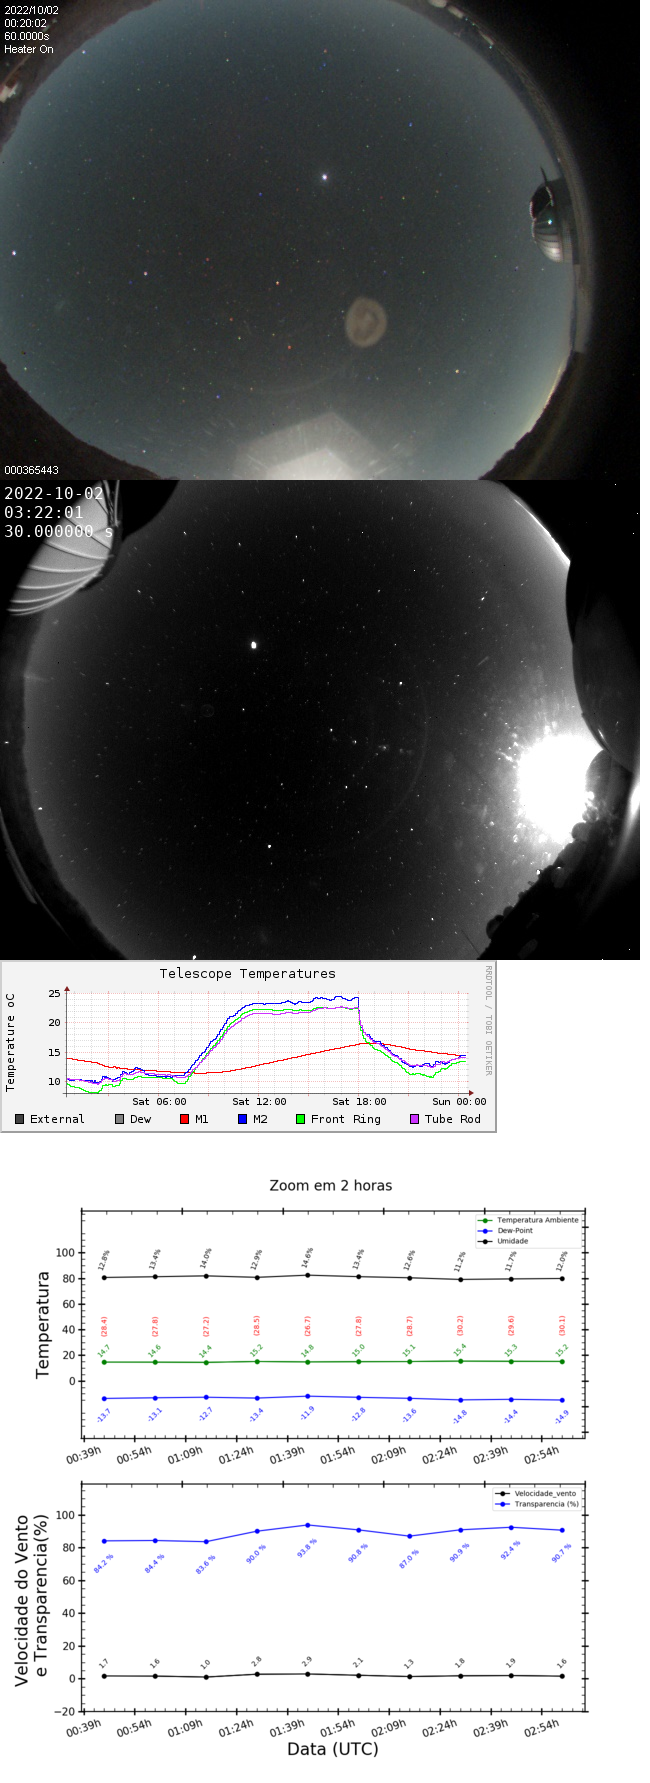 2022/10/02
00:20:02
60.0000s
Heater On
000365443
2022-10-02
03:22:01
30.000000 s
Telescope Temperatures
RRDTOOL / TOBI OETIKER
Temperature oC
25
20
15
10
Sat 06:00 Sat 12:00 Sat 18:00 Sun 00:00
External Dew M1 M2 Front Ring Tube Rod
Zoom em 2 horas
Temperatura Ambiente
Dew-Point
Umidade
Temperatura
100
80
60
40
20
0
12.8% 13.4% 14.0% 12.9% 14.6% 13.4% 12.6% 11.2% 11.7% 12.0%
(28.4) (27.8) (27.2) (28.5) (26.7) (27.8) (28.7) (30.2) (29.6) (30.1)
14.7 14.6 14.4 15.2 14.8 15.0 15.1 15.4 15.3 15.2
-13.7 -13.1 -12.7 -13.4 -11.9 -12.8 -13.6 -14.8 -14.4 -14.9
00:39h 00:54h 01:09h 01:24h 01:39h 01:54h 02:09h 02:24h 02:39h 02:54h
Velocidade_vento
Transparencia (%)
Velocidade do Vento
e Transparencia(%)
100
80
60
40
20
0
−20
84.2 % 84.4 % 83.6 % 90.0 % 93.8 % 90.8 % 87.0 % 90.9 % 92.4 % 90.7 %
1.7 1.6 1.0 2.8 2.9 2.1 1.3 1.8 1.9 1.6
00:39h 00:54h 01:09h 01:24h 01:39h 01:54h 02:09h 02:24h 02:39h 02:54h
Data (UTC)